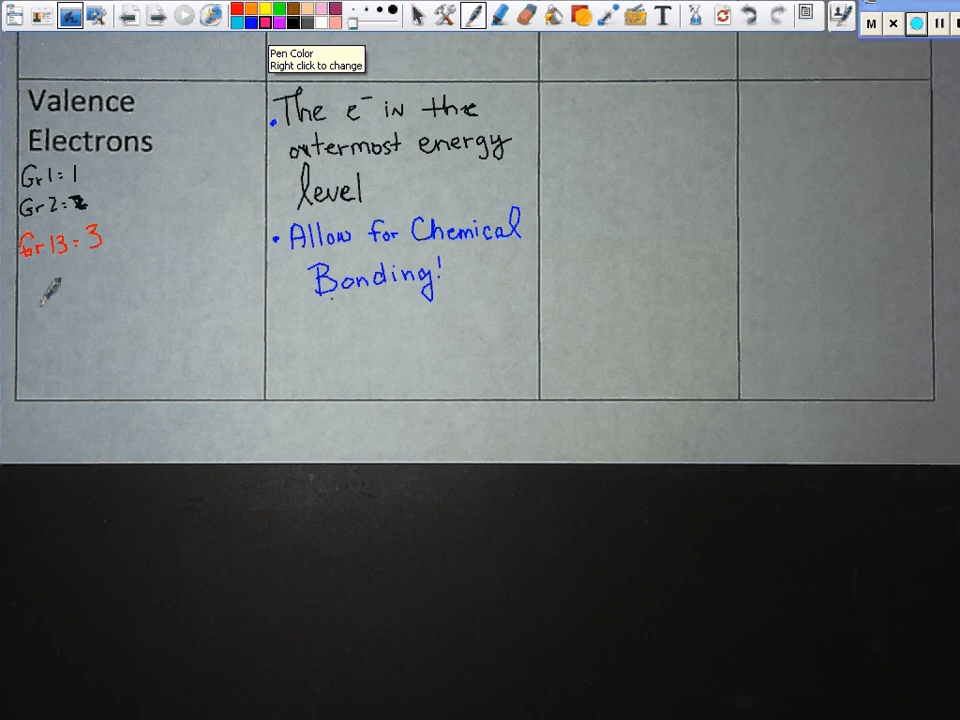 M
Pen Color
Right click to change
Valence
Electrons
Gr 1 = 1
Gr 2 = 2
Gr 13 = 3
• The e⁻ in the
outermost energy
level
• Allow for Chemical
Bonding!